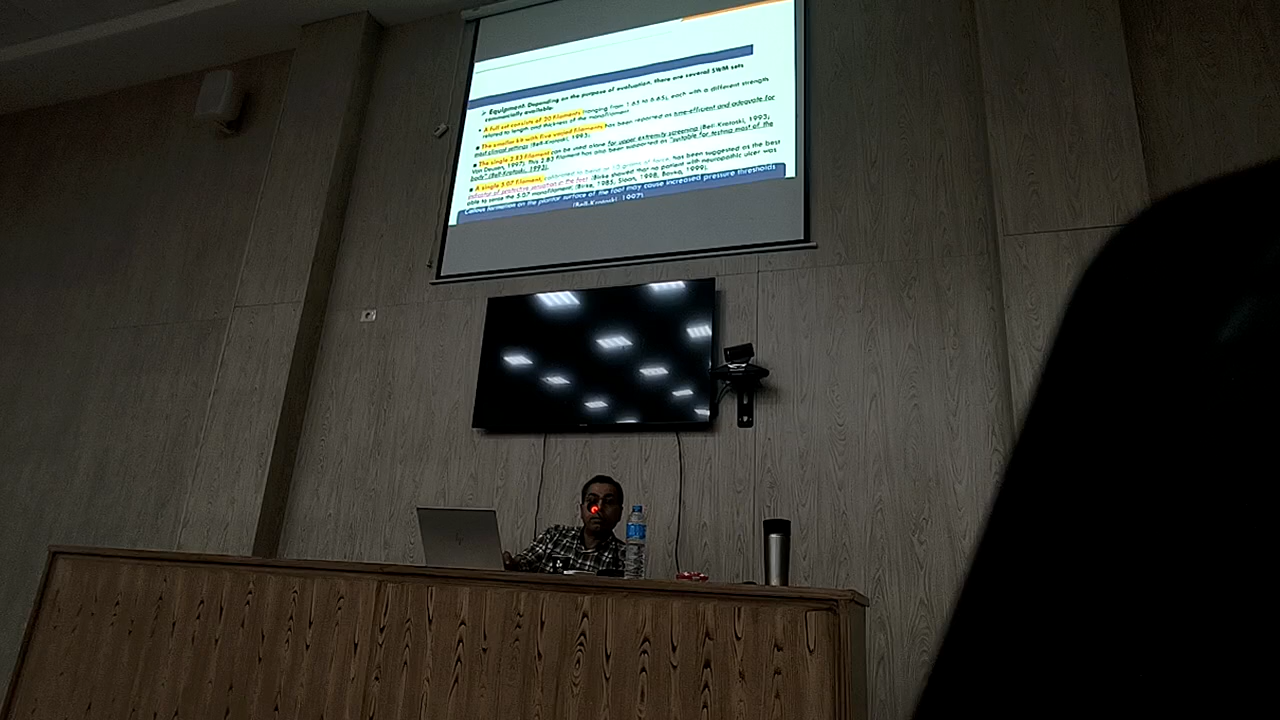 ➢ Equipment: Depending on the purpose of evaluation, there are several SWM sets
commercially available:
• A full set consists of 20 filaments (ranging from 1.65 to 6.65), each with a different strength
related to length and thickness of the monofilament
■ The smaller kit with five waxed filaments has been reported as time-efficient and adequate for
most clinical settings (Bell-Krotoski, 1993).
■ The single 2.83 filament can be used alone for upper extremity screening (Bell-Krotoski, 1993;
Van Deusen, 1997). This 2.83 filament has also been supported as "suitable for testing most of the
body" (Bell-Krotoski, 1993).
■ A single 5.07 filament, calibrated to bend at 10 grams of force, has been suggested as the best
indicator of protective sensation in the feet (Birke showed that no patient with neuropathic ulcer was
able to sense the 5.07 monofilament) (Birke, 1985, Sloan, 1998, Bovka, 1999).
Callous formation on the plantar surface of the foot may cause increased pressure thresholds
(Bell-Krotoski, 1997)